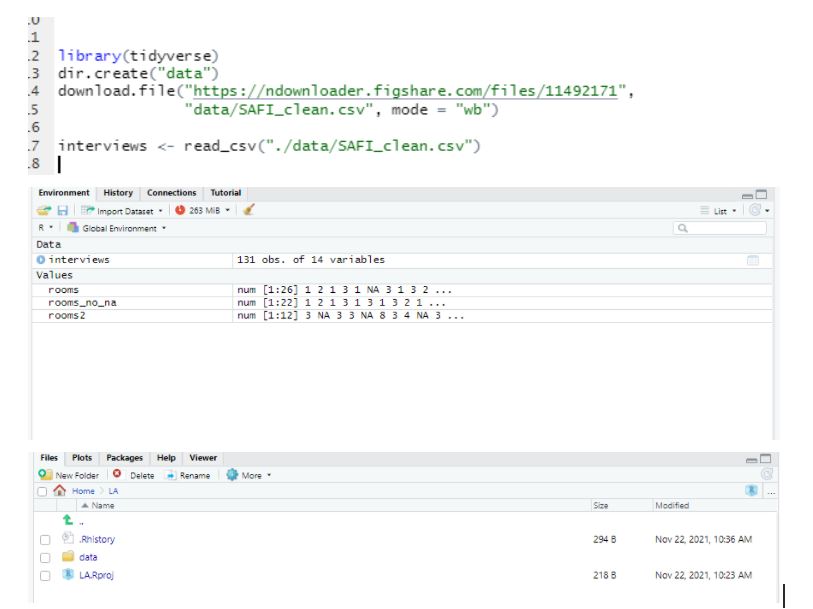 .0
.1
.2 library(tidyverse)
.3 dir.create("data")
.4 download.file("https://ndownloader.figshare.com/files/11492171",
.5 "data/SAFI_clean.csv", mode = "wb")
.6
.7 interviews <- read_csv("./data/SAFI_clean.csv")
.8
Environment History Connections Tutorial
Import Dataset 263 MiB List
R Global Environment
Data
interviews 131 obs. of 14 variables
Values
rooms num [1:26] 1 2 1 3 1 NA 3 1 3 2 ...
rooms_no_na num [1:22] 1 2 1 3 1 3 1 3 2 1 ...
rooms2 num [1:12] 3 NA 3 3 NA 8 3 4 NA 3 ...
Files Plots Packages Help Viewer
New Folder Delete Rename More
Home LA ...
Name Size Modified
..
.Rhistory 294 B Nov 22, 2021, 10:36 AM
data
LA.Rproj 218 B Nov 22, 2021, 10:23 AM